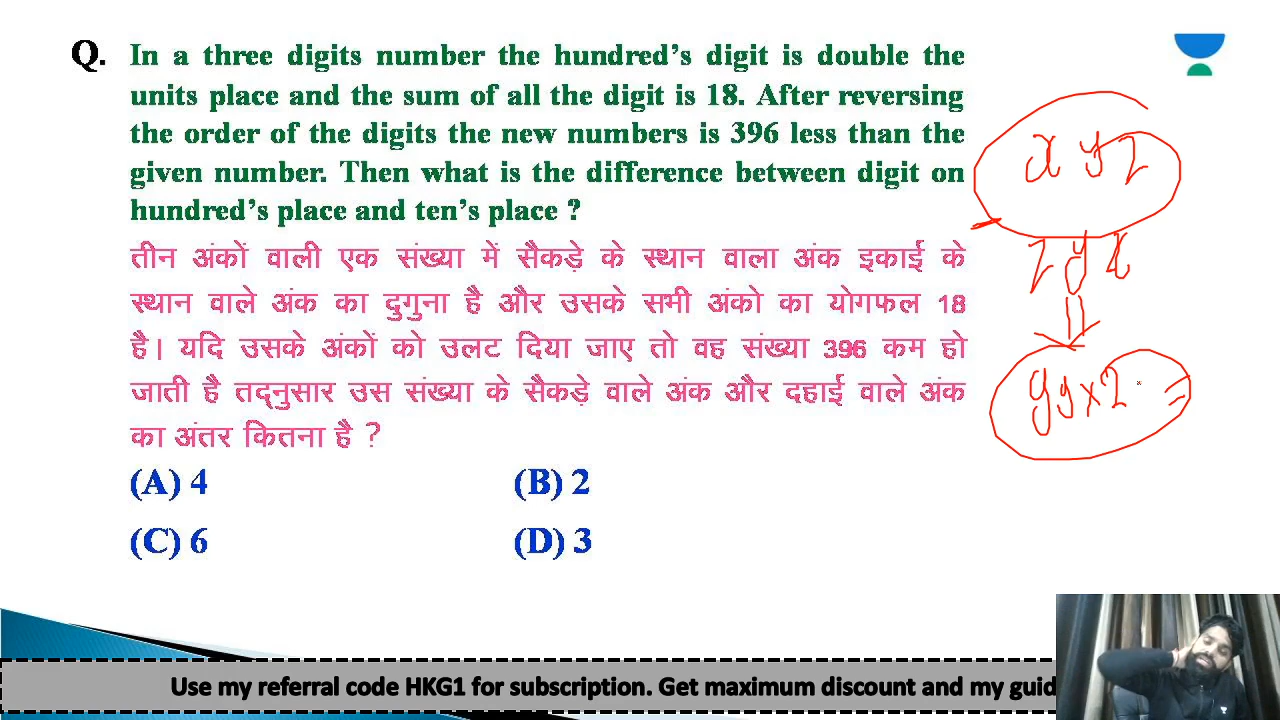 Q. In a three digits number the hundred's digit is double the
units place and the sum of all the digit is 18. After reversing
the order of the digits the new numbers is 396 less than the
given number. Then what is the difference between digit on
hundred's place and ten's place ?
तीन अंकों वाली एक संख्या में सैकड़े के स्थान वाला अंक इकाई के
स्थान वाले अंक का दुगुना है और उसके सभी अंको का योगफल 18
है। यदि उसके अंकों को उलट दिया जाए तो वह संख्या 396 कम हो
जाती है तद्नुसार उस संख्या के सैकड़े वाले अंक और दहाई वाले अंक
का अंतर कितना है ?
(A) 4 (B) 2
(C) 6 (D) 3
x y z
z y x
99 x 2 =
Use my referral code HKG1 for subscription. Get maximum discount and my guid